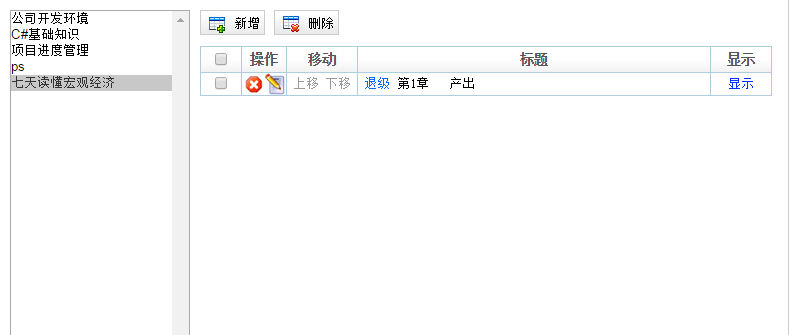 公司开发环境
C#基础知识
项目进度管理
ps
七天读懂宏观经济
新增 删除
操作 移动 标题 显示
上移 下移 退级 第1章 产出 显示